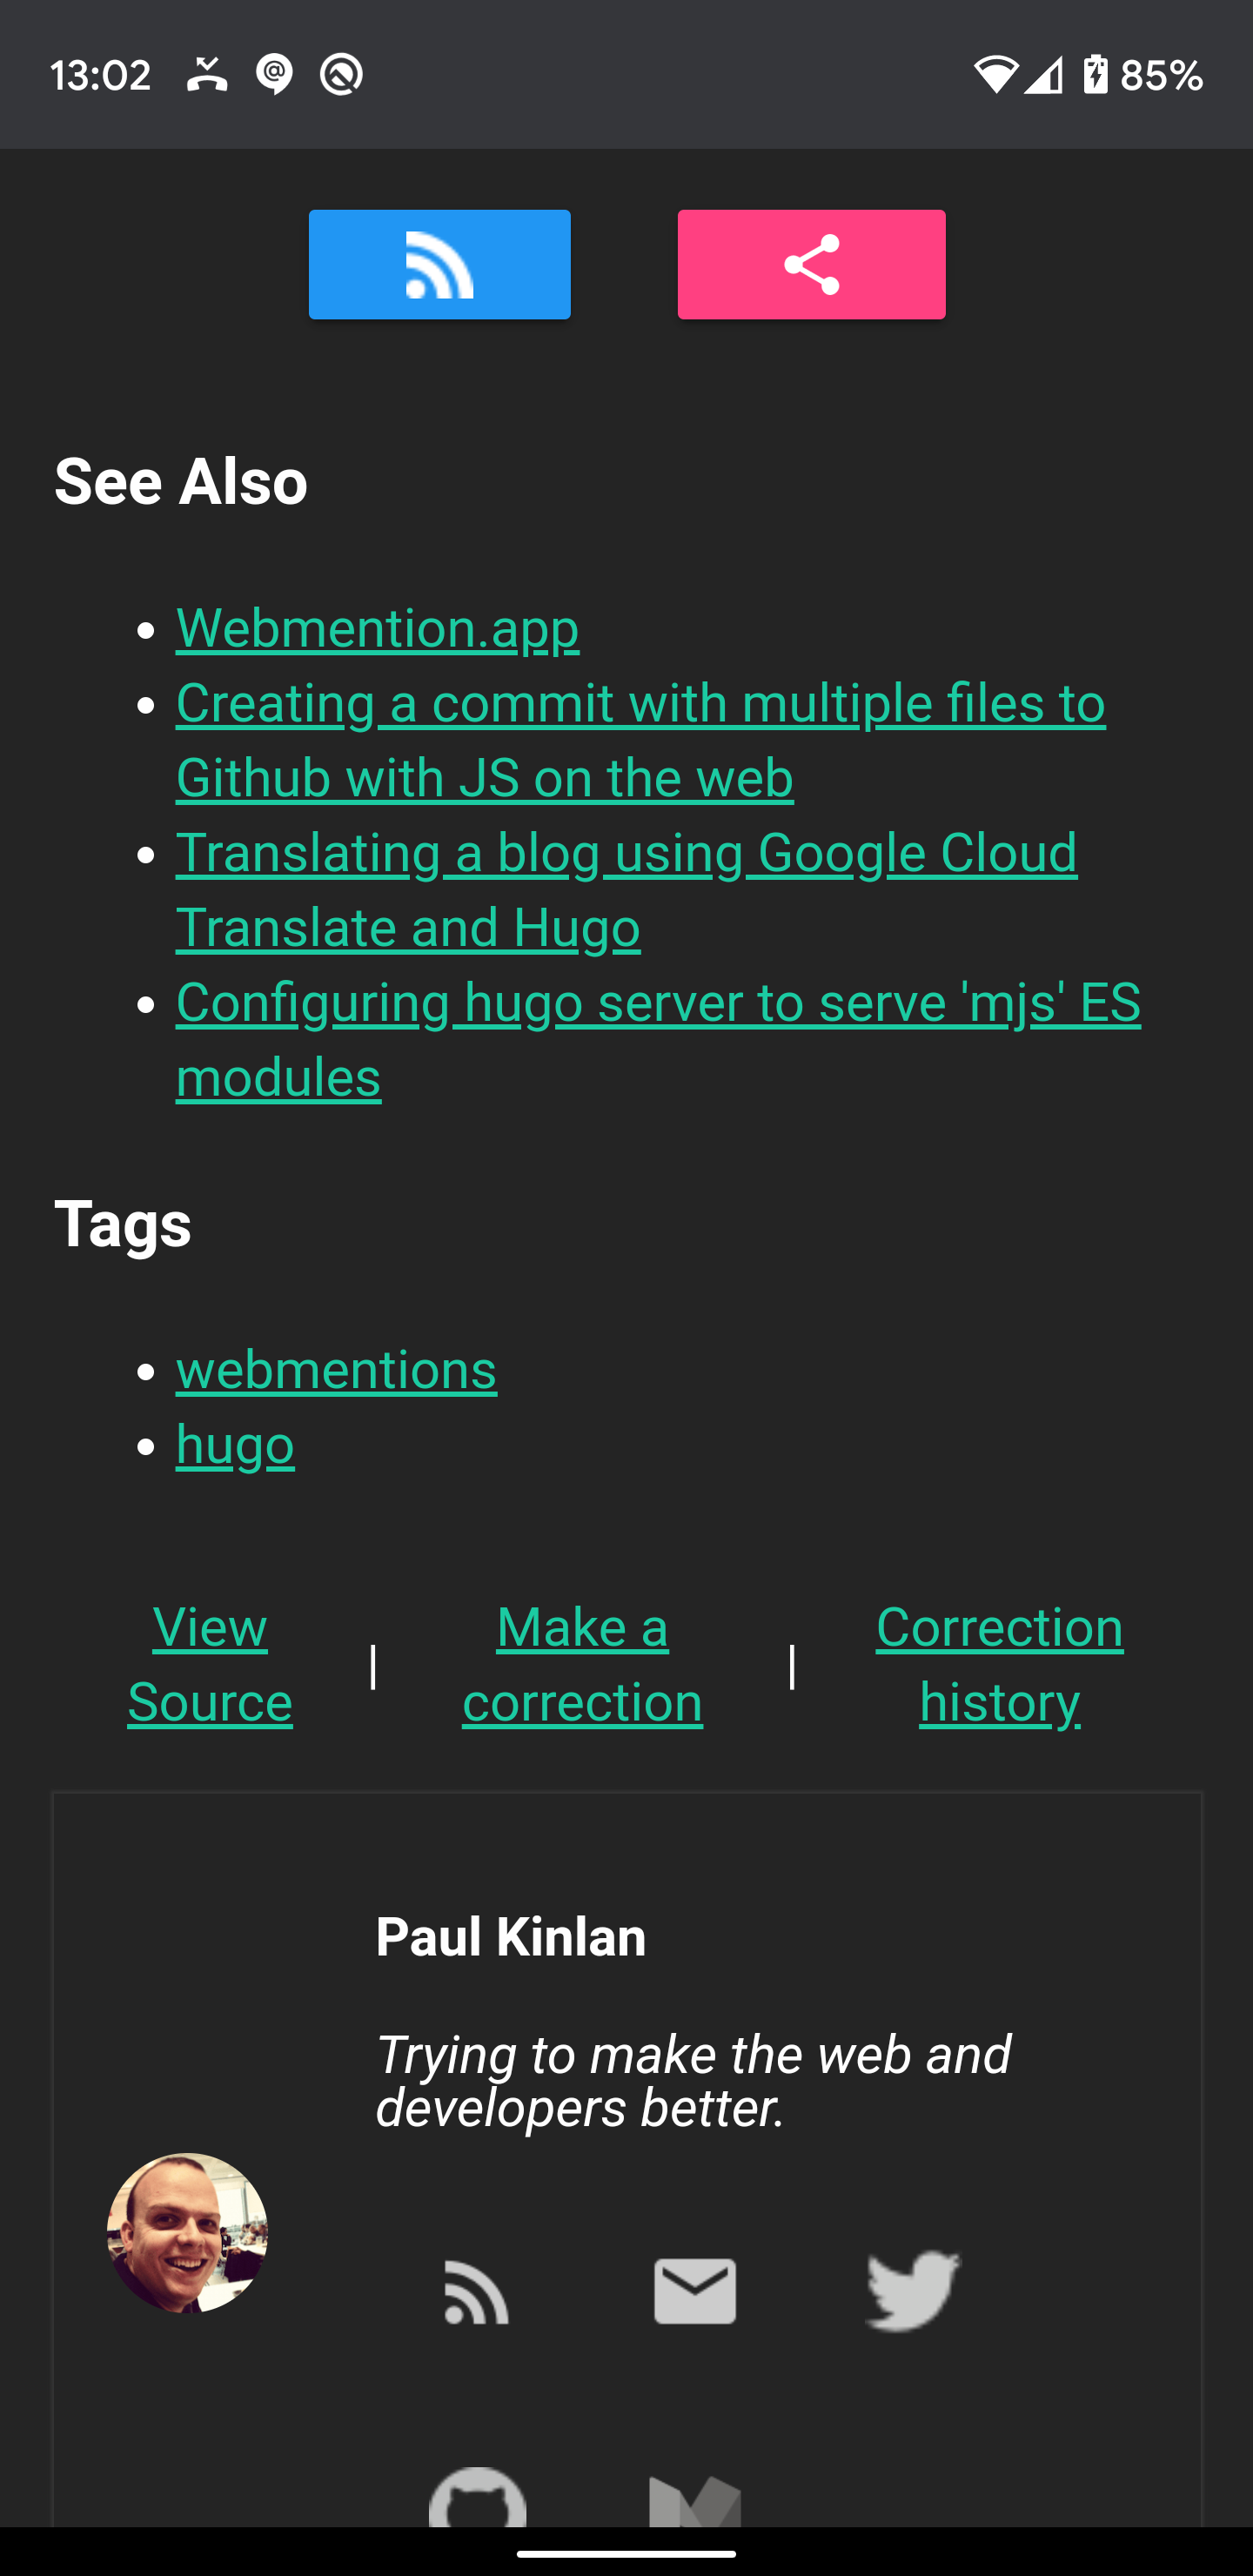 13:02 85%
See Also
Webmention.app
Creating a commit with multiple files to
Github with JS on the web
Translating a blog using Google Cloud
Translate and Hugo
Configuring hugo server to serve 'mjs' ES
modules
Tags
webmentions
hugo
View
Source
|
Make a
correction
|
Correction
history
Paul Kinlan
Trying to make the web and
developers better.